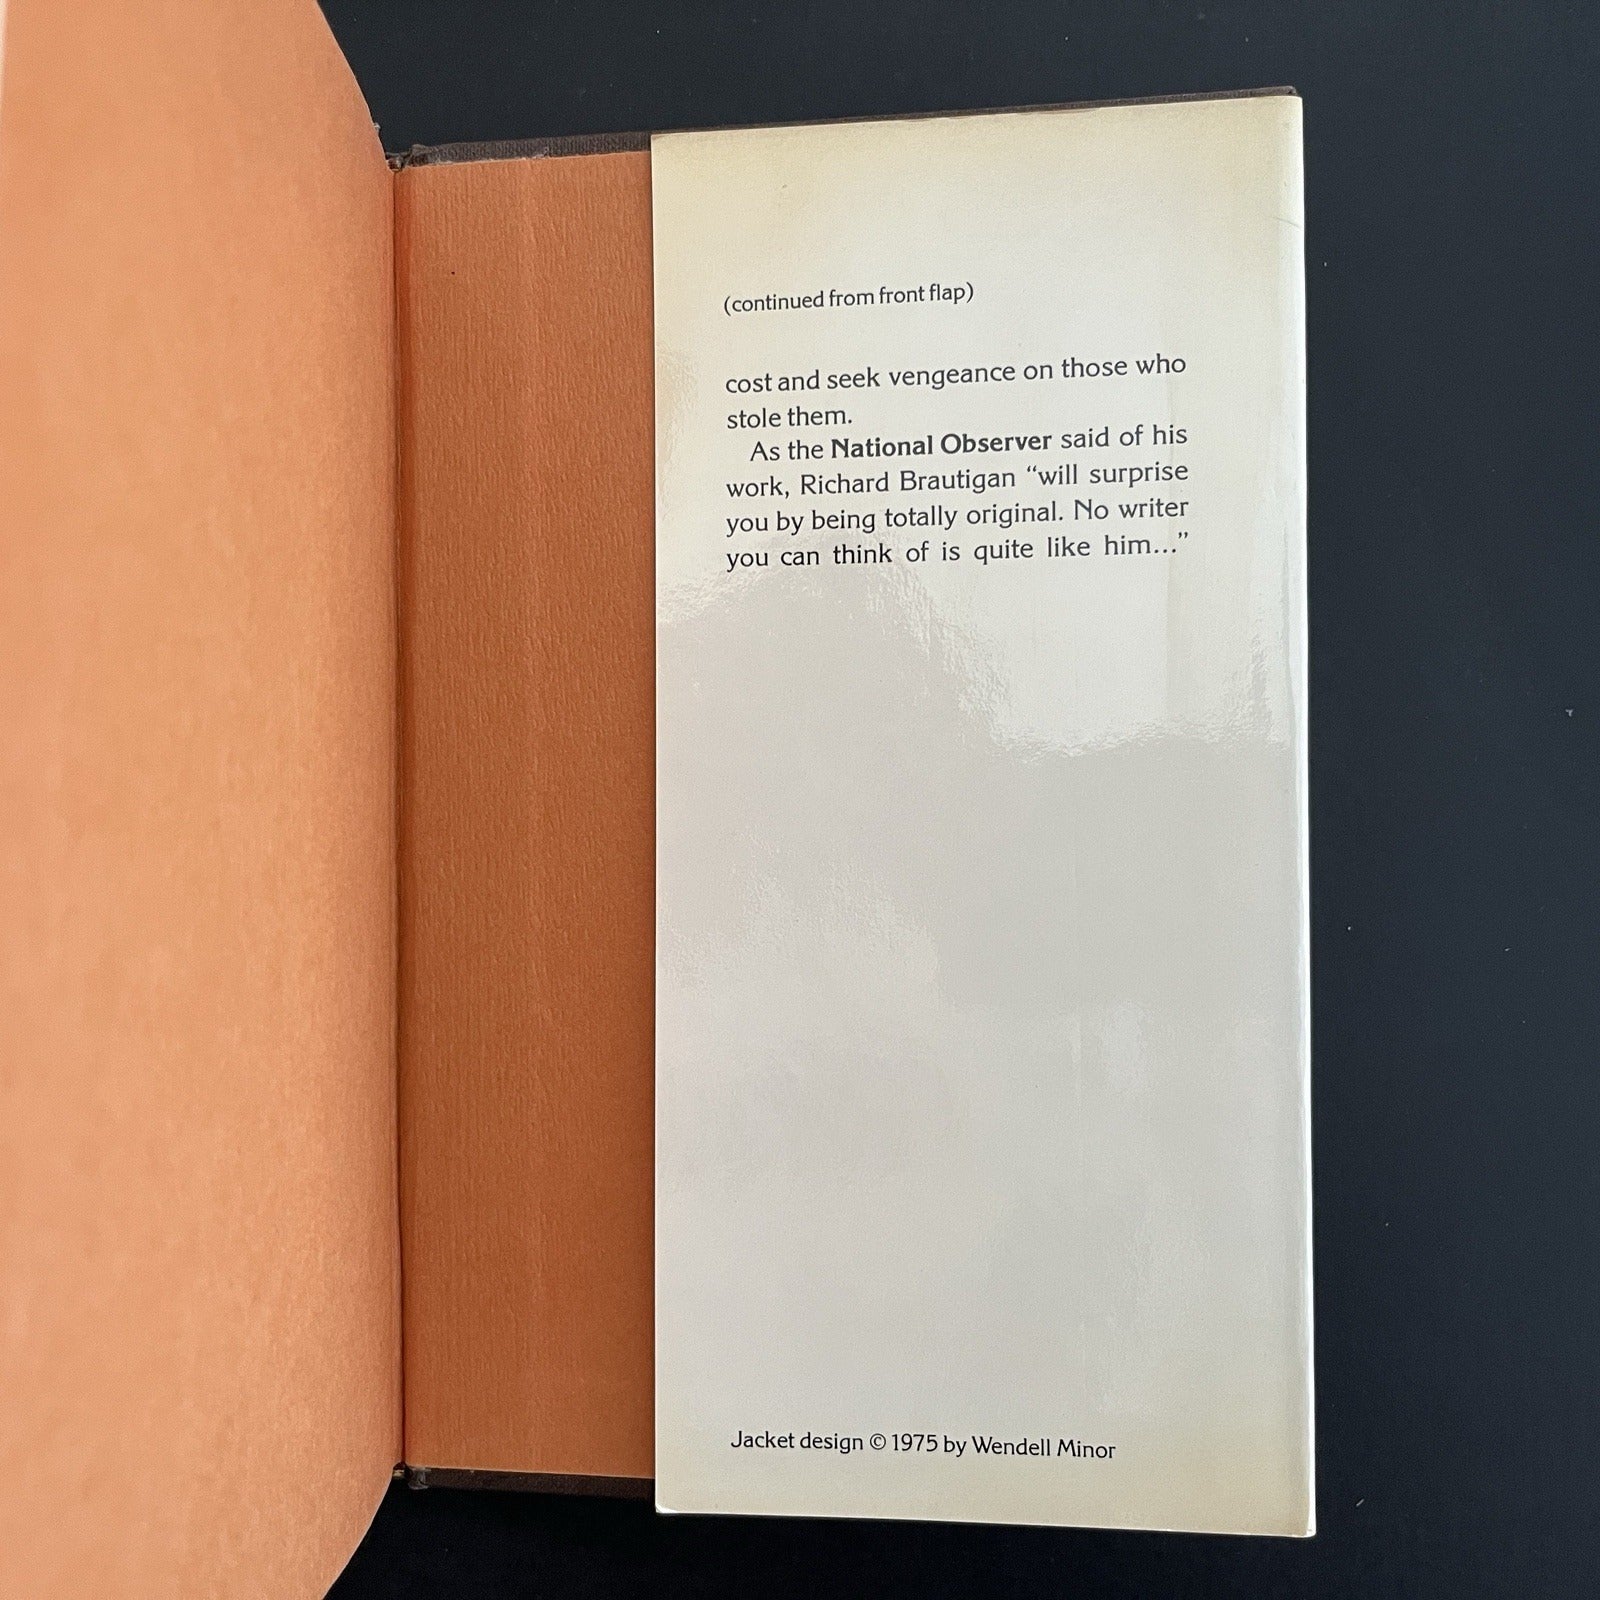 (continued from front flap)
cost and seek vengeance on those who
stole them.
As the National Observer said of his
work, Richard Brautigan “will surprise
you by being totally original. No writer
you can think of is quite like him...”
Jacket design © 1975 by Wendell Minor